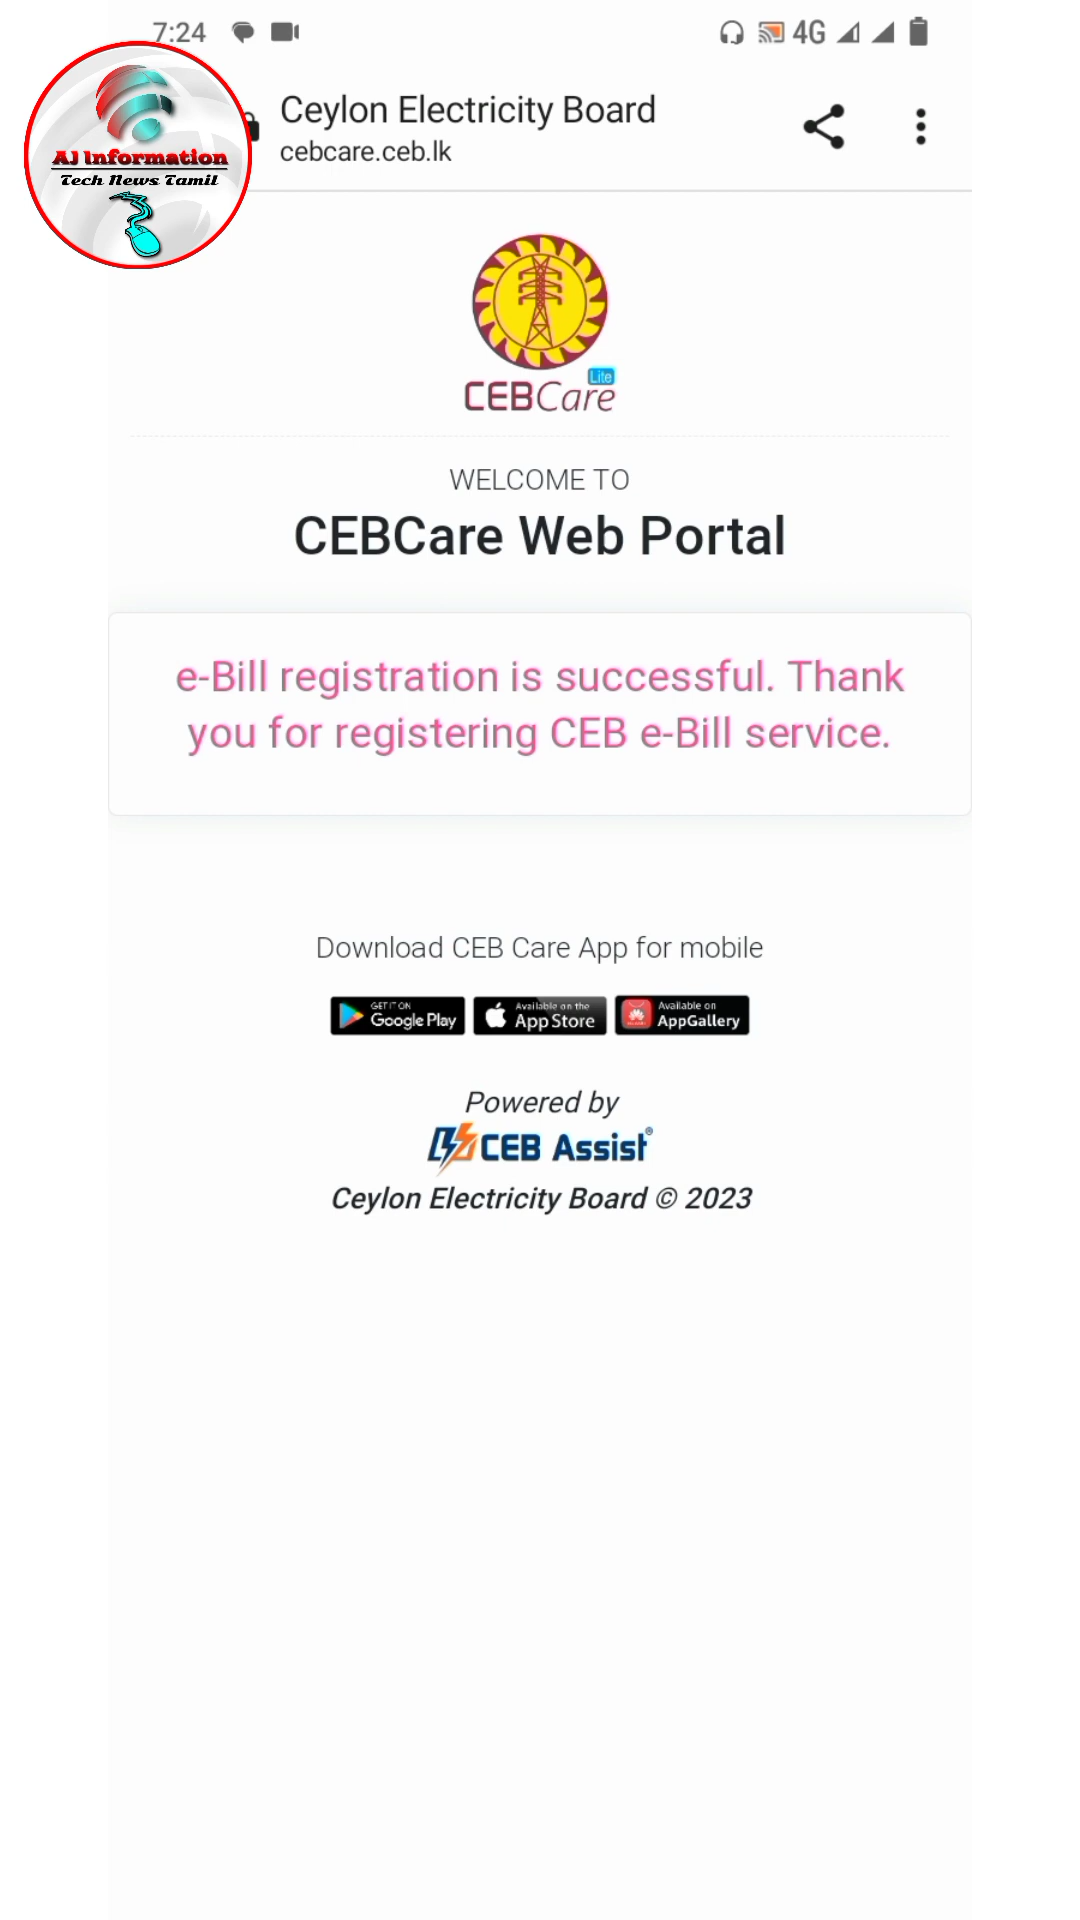 7:24
4G
AJ Information
Tech News Tamil
Ceylon Electricity Board
cebcare.ceb.lk
Lite
CEBCare
WELCOME TO
CEBCare Web Portal
e-Bill registration is successful. Thank
you for registering CEB e-Bill service.
Download CEB Care App for mobile
GET IT ON
Google Play
Available on the
App Store
Available on
AppGallery
Powered by
CEB Assist®
Ceylon Electricity Board © 2023